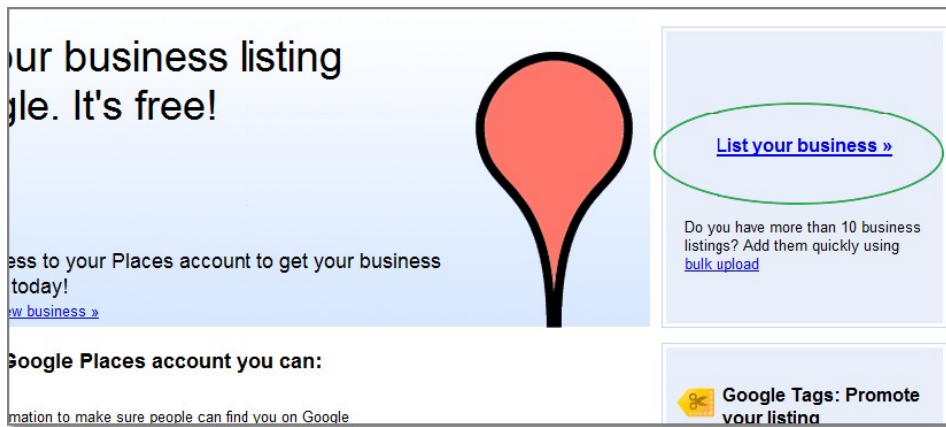 our business listing
gle. It's free!
ess to your Places account to get your business
today!
ew business »
Google Places account you can:
mation to make sure people can find you on Google
List your business »
Do you have more than 10 business
listings? Add them quickly using
bulk upload
Google Tags: Promote
your listing